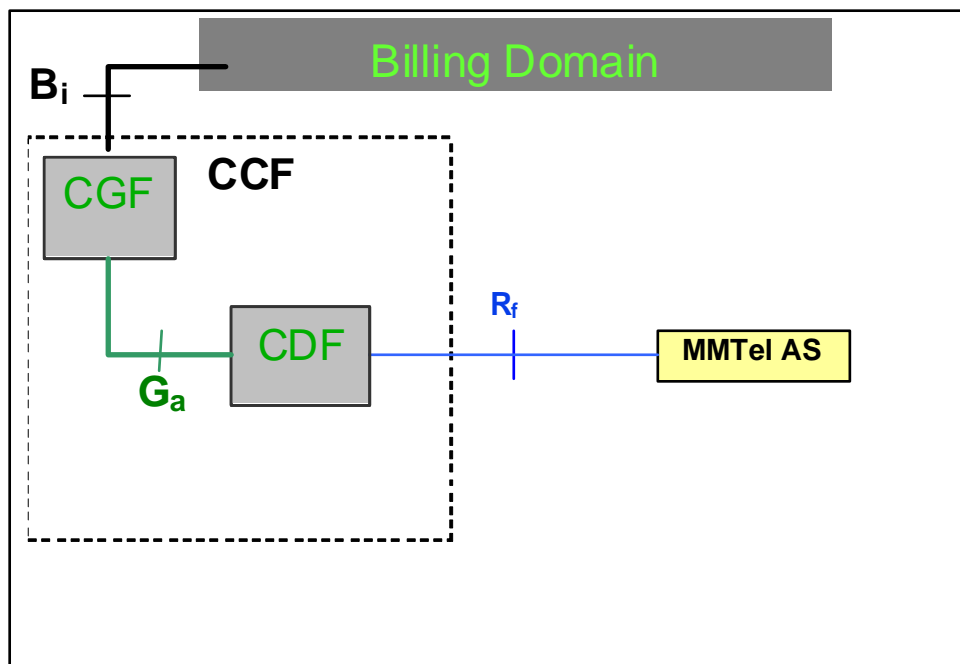 Billing Domain
Bi
CCF
CGF
Rf
CDF
MMTel AS
Ga